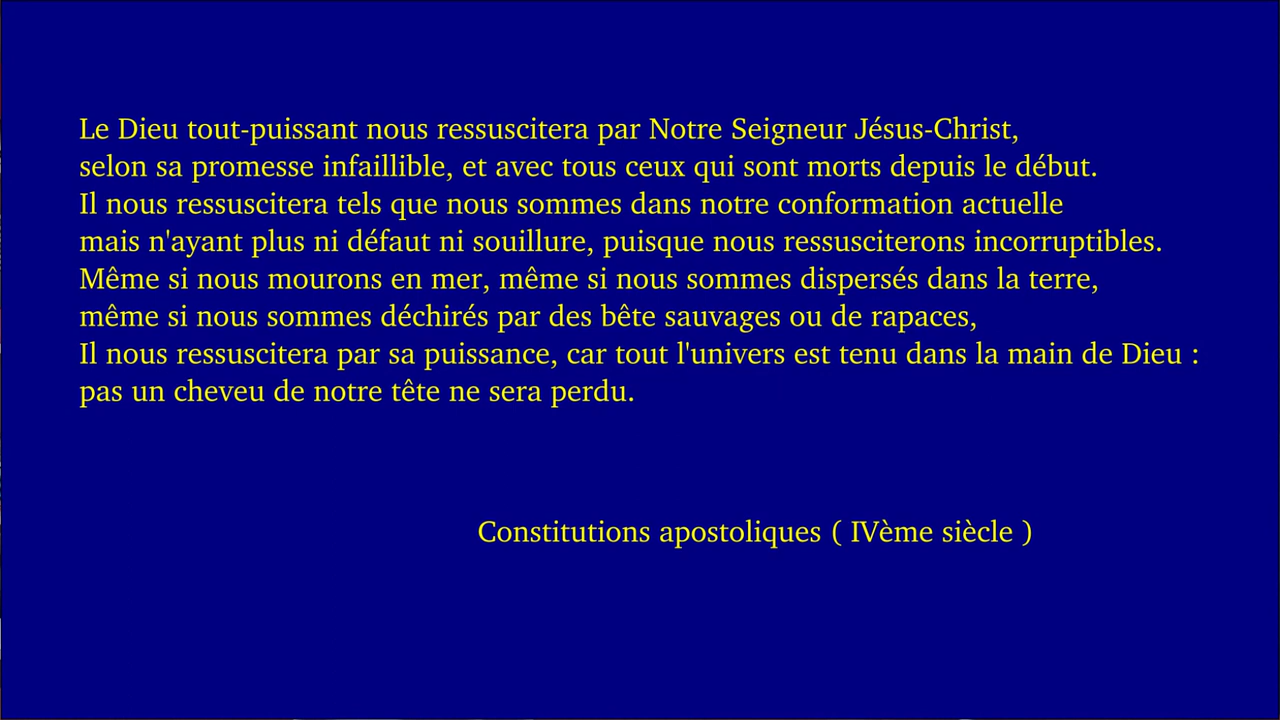 Le Dieu tout-puissant nous ressuscitera par Notre Seigneur Jésus-Christ,
selon sa promesse infaillible, et avec tous ceux qui sont morts depuis le début.
Il nous ressuscitera tels que nous sommes dans notre conformation actuelle
mais n'ayant plus ni défaut ni souillure, puisque nous ressusciterons incorruptibles.
Même si nous mourons en mer, même si nous sommes dispersés dans la terre,
même si nous sommes déchirés par des bête sauvages ou de rapaces,
Il nous ressuscitera par sa puissance, car tout l'univers est tenu dans la main de Dieu :
pas un cheveu de notre tête ne sera perdu.
Constitutions apostoliques ( IVème siècle )